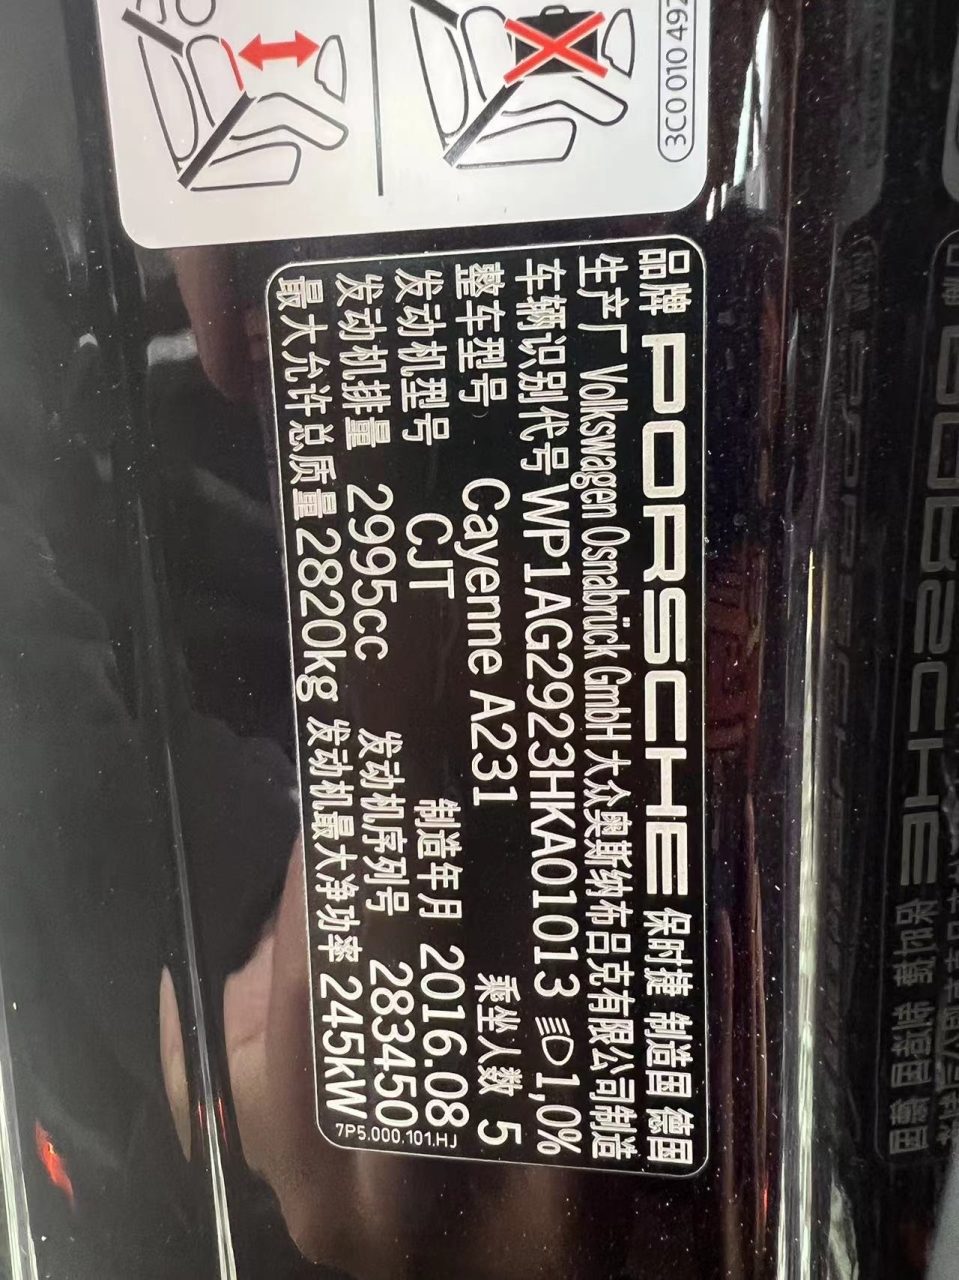 3C0 010 492
品牌 PORSCHE 保时捷 制造国 德国
生产厂 Volkswagen Osnabrück GmbH 大众奥斯纳布吕克有限公司制造
车辆识别代号 WP1AG2923HKA01013 1,0%
整车型号 Cayenne A231 乘坐人数 5
发动机型号 CJT 制造年月 2016.08
发动机排量 2995cc 发动机序列号 283450
最大允许总质量 2820kg 发动机最大净功率 245kW
7P5.000.101.HJ